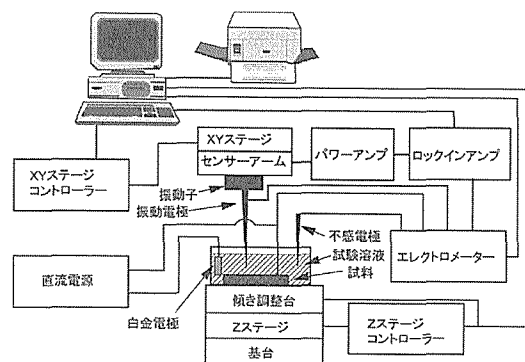 XYステージ
センサーアーム
パワーアンプ
ロックインアンプ
XYステージ
コントローラー
振動子
振動電極
不感電極
試験溶液
試料
エレクトロメーター
直流電源
白金電極
傾き調整台
Zステージ
基台
Zステージ
コントローラー